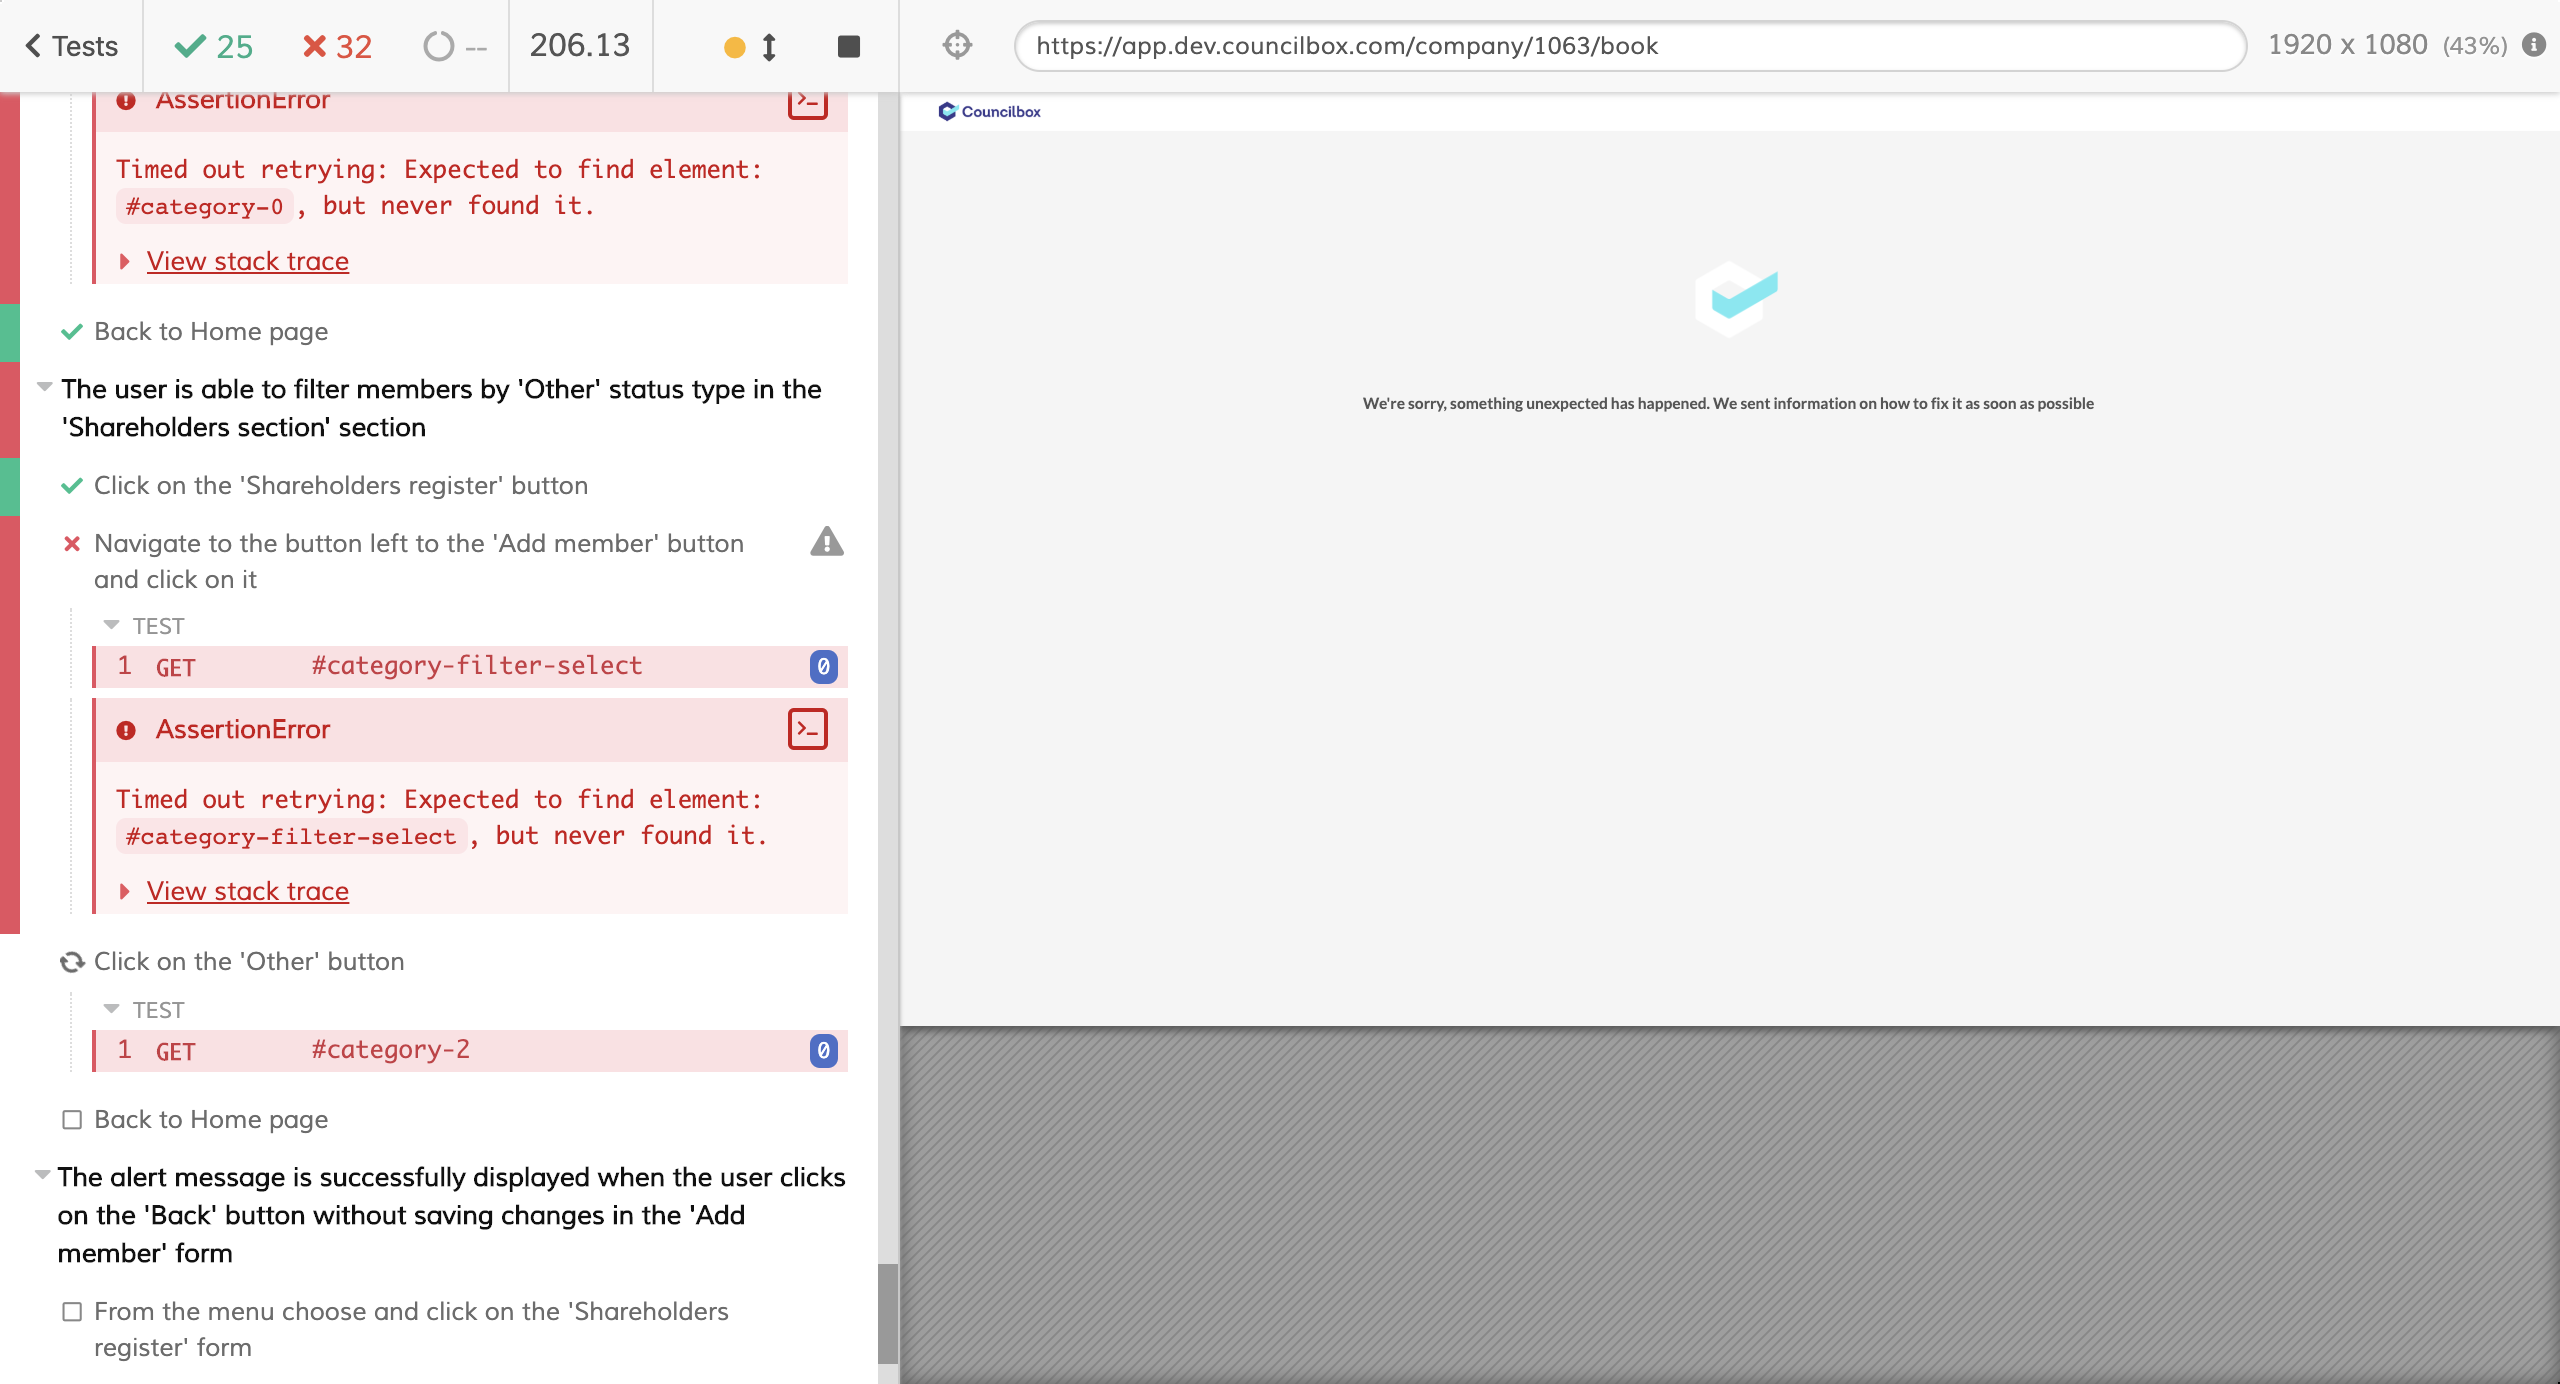 Tests
25
32
--
206.13
https://app.dev.councilbox.com/company/1063/book
1920 x 1080 (43%)
AssertionError
Timed out retrying: Expected to find element:
#category-0, but never found it.
View stack trace
Back to Home page
The user is able to filter members by 'Other' status type in the
'Shareholders section' section
Click on the 'Shareholders register' button
Navigate to the button left to the 'Add member' button
and click on it
TEST
1 GET #category-filter-select 0
AssertionError
Timed out retrying: Expected to find element:
#category-filter-select, but never found it.
View stack trace
Click on the 'Other' button
TEST
1 GET #category-2 0
Back to Home page
The alert message is successfully displayed when the user clicks
on the 'Back' button without saving changes in the 'Add
member' form
From the menu choose and click on the 'Shareholders
register' form
Councilbox
We're sorry, something unexpected has happened. We sent information on how to fix it as soon as possible